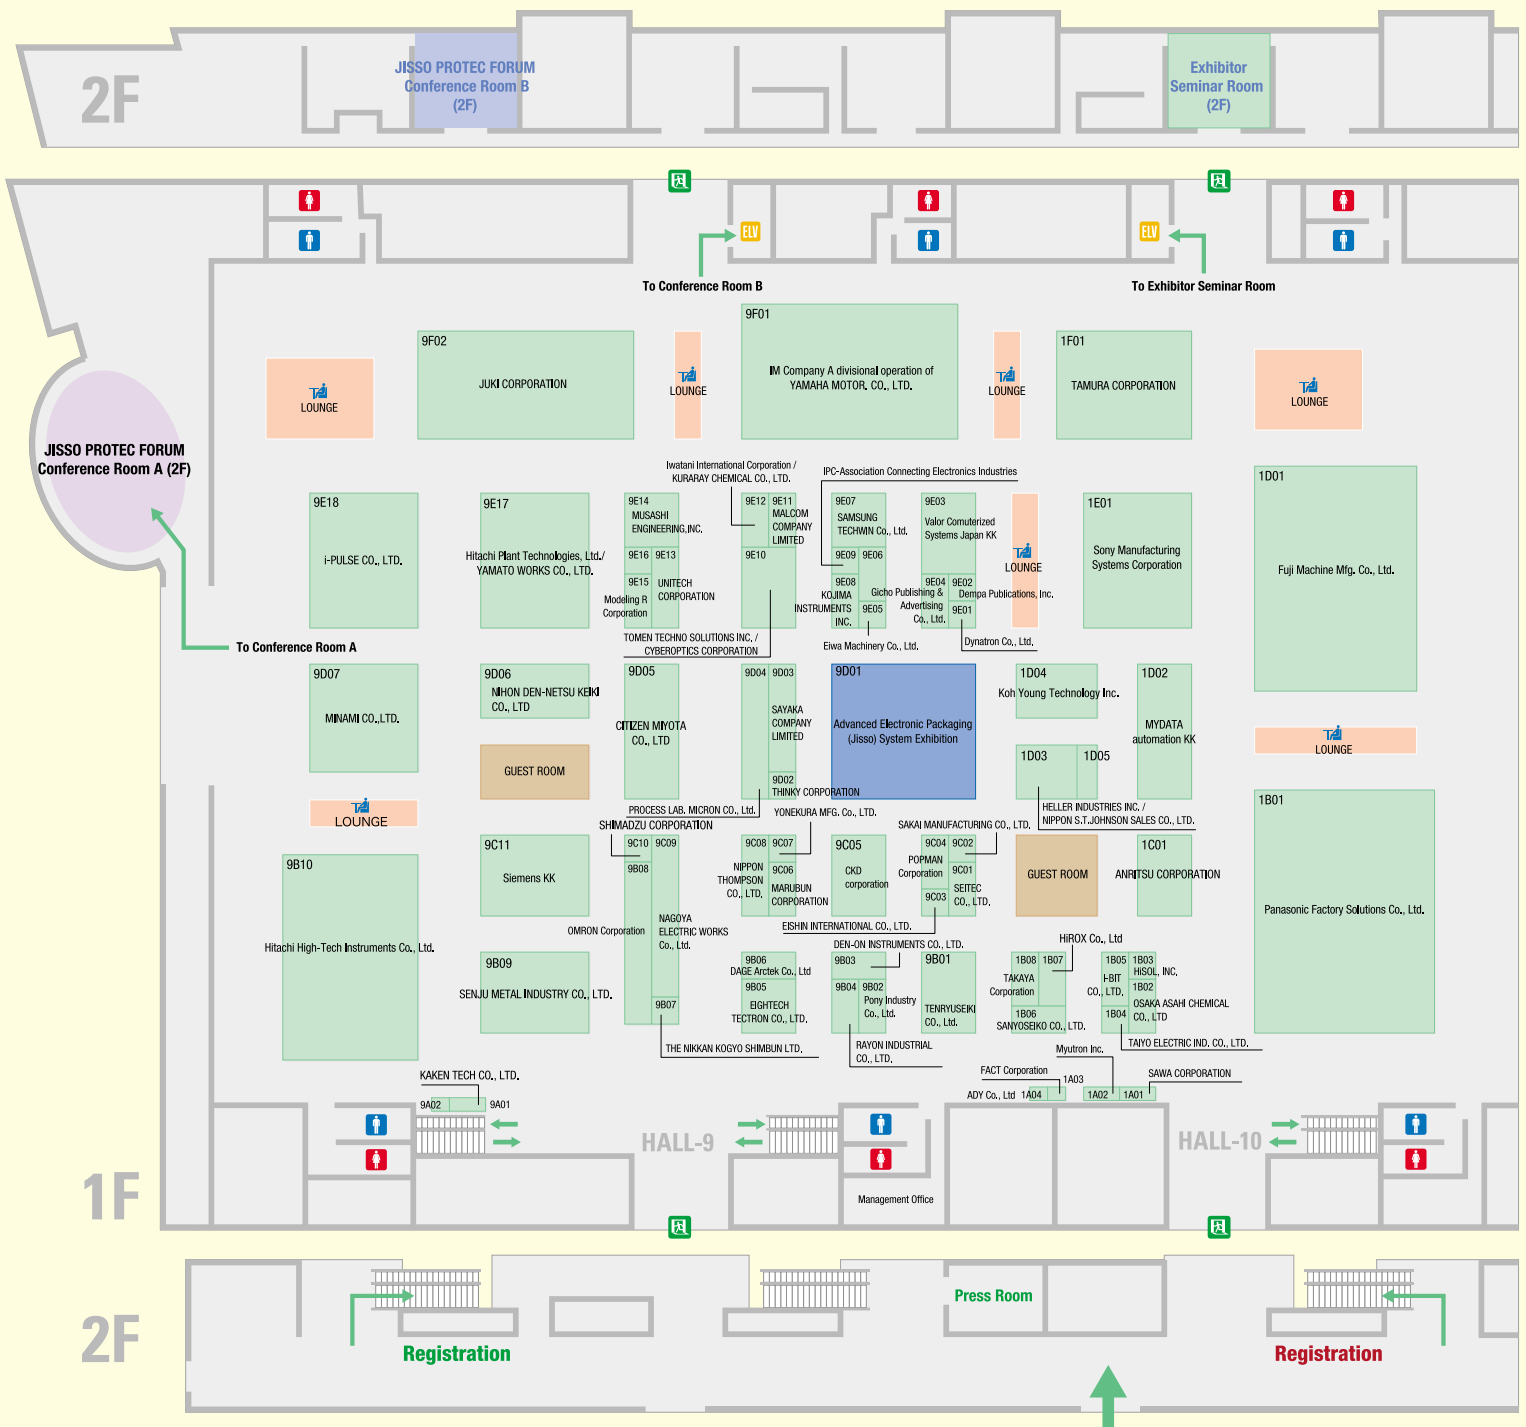 2F
JISSO PROTEC FORUM
Conference Room B
(2F)
Exhibitor
Seminar Room
(2F)
ELV
ELV
To Conference Room B
To Exhibitor Seminar Room
9F02
JUKI CORPORATION
LOUNGE
LOUNGE
9F01
IM Company A divisional operation of
YAMAHA MOTOR. CO., LTD.
LOUNGE
1F01
TAMURA CORPORATION
LOUNGE
JISSO PROTEC FORUM
Conference Room A (2F)
To Conference Room A
9E18
i-PULSE CO., LTD.
9E17
Hitachi Plant Technologies, Ltd./
YAMATO WORKS CO., LTD.
9E14
MUSASHI
ENGINEERING,INC.
9E16
9E13
9E15
UNITECH
CORPORATION
Modeling R
Corporation
Iwatani International Corporation /
KURARAY CHEMICAL CO., LTD.
9E12
9E11
MALCOM
COMPANY
LIMITED
9E10
TOMEN TECHNO SOLUTIONS INC. /
CYBEROPTICS CORPORATION
IPC-Association Connecting Electronics Industries
9E07
SAMSUNG
TECHWIN Co., Ltd.
9E09
9E06
9E08
KOJIMA
INSTRUMENTS
INC.
9E05
Eiwa Machinery Co., Ltd.
9E03
Valor Comuterized
Systems Japan KK
9E04
9E02
Gicho Publishing &
Advertising
Co., Ltd.
Dempa Publications, Inc.
9E01
Dynatron Co., Ltd.
LOUNGE
1E01
Sony Manufacturing
Systems Corporation
1D01
Fuji Machine Mfg. Co., Ltd.
9D07
MINAMI CO.,LTD.
9D06
NIHON DEN-NETSU KEIKI
CO., LTD
GUEST ROOM
9D05
CITIZEN MIYOTA
CO., LTD
9D04
9D03
SAYAKA
COMPANY
LIMITED
9D02
THINKY CORPORATION
PROCESS LAB. MICRON CO., Ltd.
9D01
Advanced Electronic Packaging
(Jisso) System Exhibition
1D04
Koh Young Technology Inc.
1D03
1D05
HELLER INDUSTRIES INC. /
NIPPON S.T.JOHNSON SALES CO., LTD.
1D02
MYDATA
automation KK
LOUNGE
LOUNGE
9B10
Hitachi High-Tech Instruments Co., Ltd.
9C11
Siemens KK
9B09
SENJU METAL INDUSTRY CO., LTD.
SHIMADZU CORPORATION
9C10
9C09
9B08
OMRON Corporation
NAGOYA
ELECTRIC WORKS
Co., Ltd.
9B07
THE NIKKAN KOGYO SHIMBUN LTD.
YONEKURA MFG. Co., LTD.
9C08
9C07
NIPPON
THOMPSON
CO., LTD.
9C06
MARUBUN
CORPORATION
9C05
CKD
corporation
SAKAI MANUFACTURING CO., LTD.
9C04
9C02
POPMAN
Corporation
9C01
SEITEC
CO., LTD.
9C03
EISHIN INTERNATIONAL CO., LTD.
GUEST ROOM
1C01
ANRITSU CORPORATION
1B01
Panasonic Factory Solutions Co., Ltd.
9B06
DAGE Arctek Co., Ltd
9B05
EIGHTECH
TECTRON CO., LTD.
DEN-ON INSTRUMENTS CO., LTD.
9B03
9B04
9B02
Pony Industry
Co., Ltd.
RAYON INDUSTRIAL
CO., LTD.
9B01
TENRYUSEIKI
CO., Ltd.
HiROX Co., Ltd
1B08
1B07
TAKAYA
Corporation
1B06
SANYOSEIKO CO., LTD.
1B05
1B03
I-BIT
CO., LTD.
HiSOL, INC.
1B02
OSAKA ASAHI CHEMICAL
CO., LTD
1B04
TAIYO ELECTRIC IND. CO., LTD.
Myutron Inc.
FACT Corporation
1A03
ADY Co., Ltd
1A04
1A02
1A01
SAWA CORPORATION
KAKEN TECH CO., LTD.
9A02
9A01
HALL-9
HALL-10
Management Office
1F
2F
Press Room
Registration
Registration